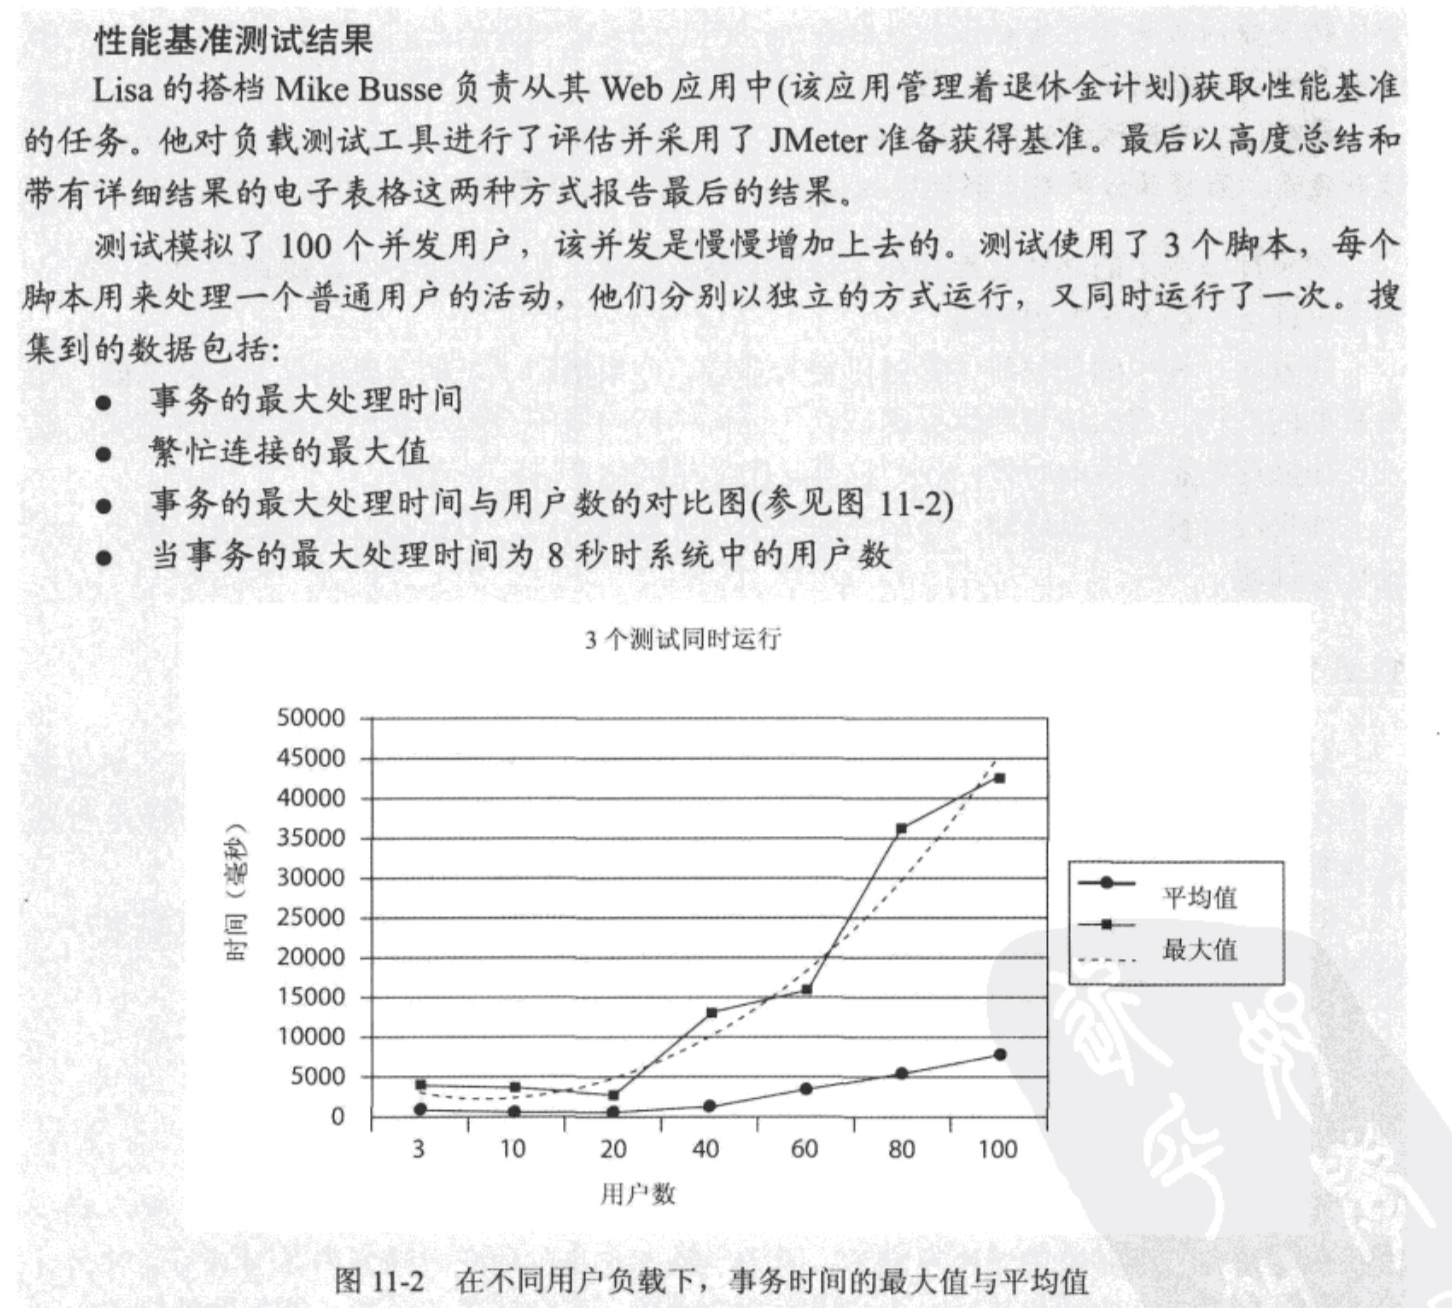 性能基准测试结果
Lisa 的搭档 Mike Busse 负责从其 Web 应用中(该应用管理着退休金计划)获取性能基准
的任务。他对负载测试工具进行了评估并采用了 JMeter 准备获得基准。最后以高度总结和
带有详细结果的电子表格这两种方式报告最后的结果。
测试模拟了 100 个并发用户，该并发是慢慢增加上去的。测试使用了 3 个脚本，每个
脚本用来处理一个普通用户的活动，他们分别以独立的方式运行，又同时运行了一次。搜
集到的数据包括:
● 事务的最大处理时间
● 繁忙连接的最大值
● 事务的最大处理时间与用户数的对比图(参见图 11-2)
● 当事务的最大处理时间为 8 秒时系统中的用户数
3 个测试同时运行
50000
45000
40000
35000
30000
25000
20000
15000
10000
5000
0
时间（毫秒）
3 10 20 40 60 80 100
用户数
平均值
最大值
图 11-2 在不同用户负载下，事务时间的最大值与平均值